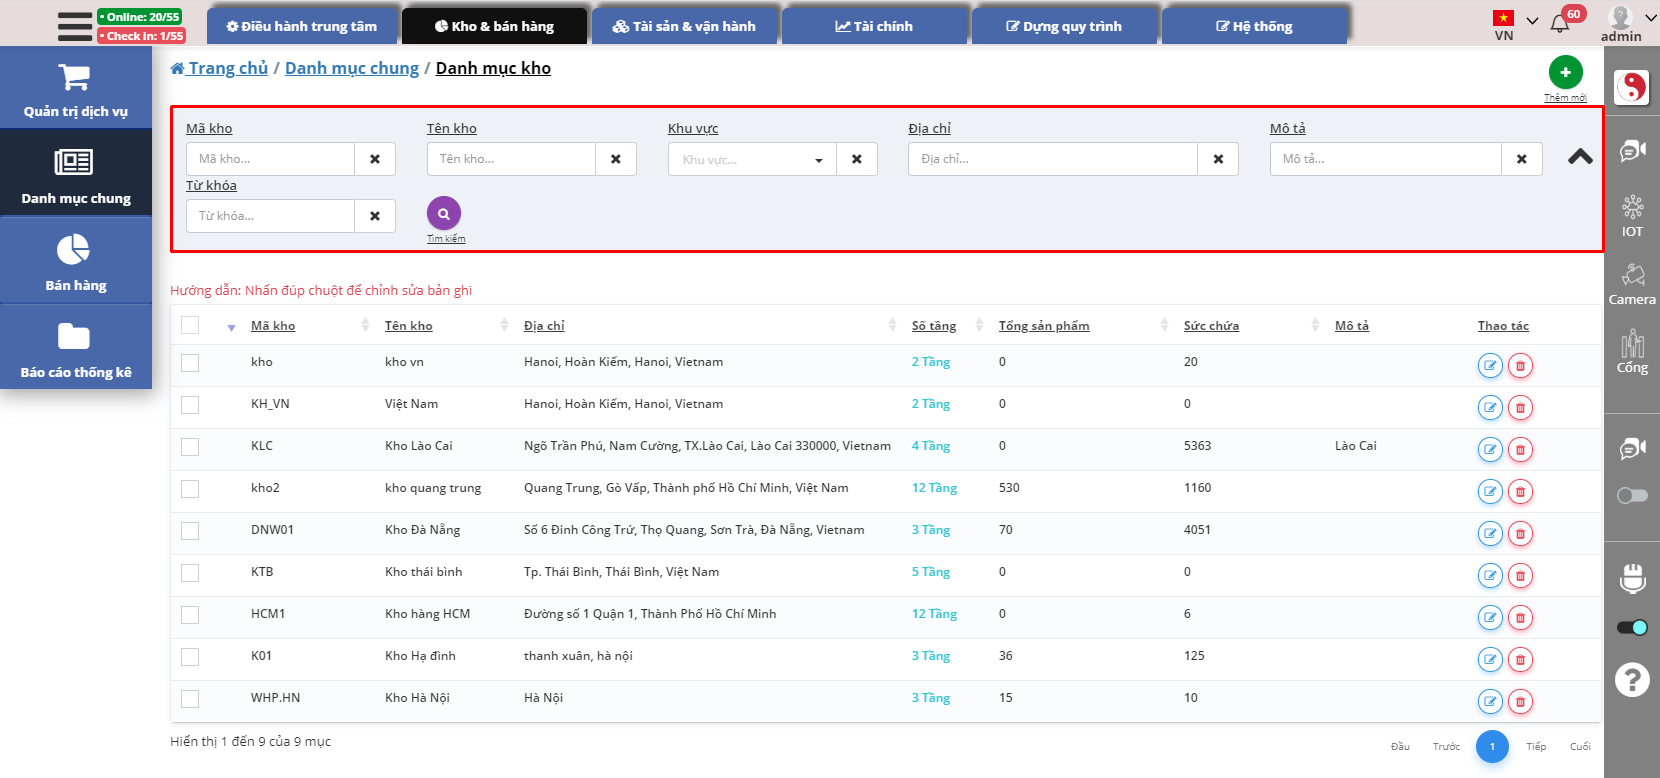 • Online: 20/55
• Check In: 1/55
Điều hành trung tâm
Kho & bán hàng
Tài sản & vận hành
Tài chính
Dựng quy trình
Hệ thống
VN
60
admin
Quản trị dịch vụ
Danh mục chung
Bán hàng
Báo cáo thống kê
Trang chủ / Danh mục chung / Danh mục kho
Thêm mới
Mã kho Tên kho Khu vực Địa chỉ Mô tả
Mã kho... Tên kho... Khu vực... Địa chỉ... Mô tả...
Từ khóa
Từ khóa...
Tìm kiếm
Hướng dẫn: Nhấn đúp chuột để chỉnh sửa bản ghi
Mã kho Tên kho Địa chỉ Số tầng Tổng sản phẩm Sức chứa Mô tả Thao tác
kho kho vn Hanoi, Hoàn Kiếm, Hanoi, Vietnam 2 Tầng 0 20
KH_VN Việt Nam Hanoi, Hoàn Kiếm, Hanoi, Vietnam 2 Tầng 0 0
KLC Kho Lào Cai Ngõ Trần Phú, Nam Cường, TX.Lào Cai, Lào Cai 330000, Vietnam 4 Tầng 0 5363 Lào Cai
kho2 kho quang trung Quang Trung, Gò Vấp, Thành phố Hồ Chí Minh, Việt Nam 12 Tầng 530 1160
DNW01 Kho Đà Nẵng Số 6 Đinh Công Trứ, Thọ Quang, Sơn Trà, Đà Nẵng, Vietnam 3 Tầng 70 4051
KTB Kho thái bình Tp. Thái Bình, Thái Bình, Việt Nam 5 Tầng 0 0
HCM1 Kho hàng HCM Đường số 1 Quận 1, Thành Phố Hồ Chí Minh 12 Tầng 0 6
K01 Kho Hạ đình thanh xuân, hà nội 3 Tầng 36 125
WHP.HN Kho Hà Nội Hà Nội 3 Tầng 15 10
Hiển thị 1 đến 9 của 9 mục
Đầu Trước 1 Tiếp Cuối
IOT
Camera
Cổng